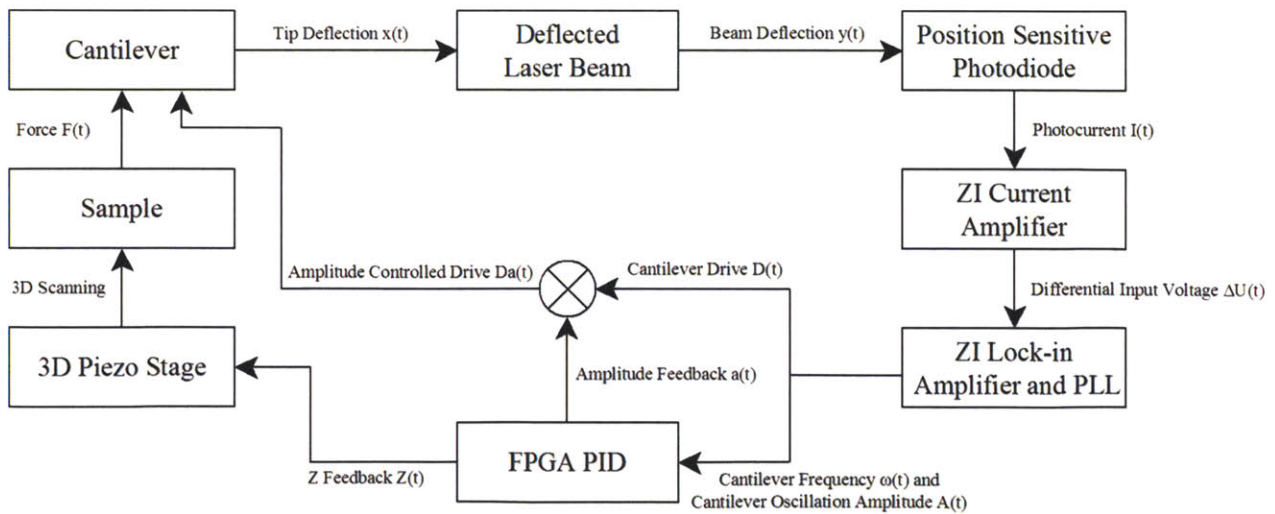 Cantilever
Tip Deflection x(t)
Deflected
Laser Beam
Beam Deflection y(t)
Position Sensitive
Photodiode
Force F(t)
Photocurrent I(t)
Sample
ZI Current
Amplifier
3D Scanning
Amplitude Controlled Drive Da(t)
Cantilever Drive D(t)
Differential Input Voltage ΔU(t)
3D Piezo Stage
Amplitude Feedback a(t)
ZI Lock-in
Amplifier and PLL
Z Feedback Z(t)
FPGA PID
Cantilever Frequency ω(t) and
Cantilever Oscillation Amplitude A(t)